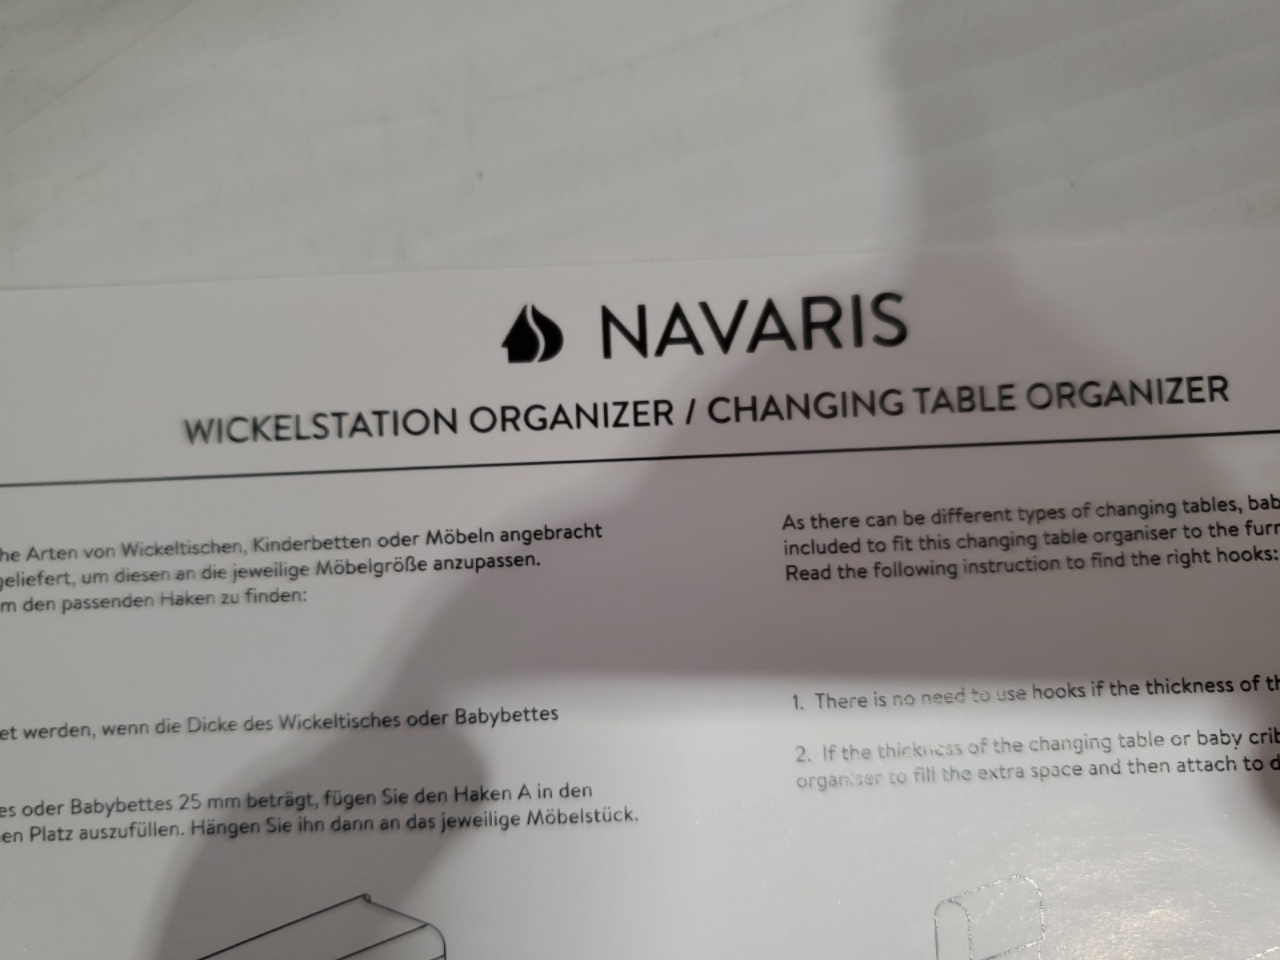 NAVARIS
WICKELSTATION ORGANIZER / CHANGING TABLE ORGANIZER
he Arten von Wickeltischen, Kinderbetten oder Möbeln angebracht
geliefert, um diesen an die jeweilige Möbelgröße anzupassen.
m den passenden Haken zu finden:
et werden, wenn die Dicke des Wickeltisches oder Babybettes
es oder Babybettes 25 mm beträgt, fügen Sie den Haken A in den
en Platz auszufüllen. Hängen Sie ihn dann an das jeweilige Möbelstück.
As there can be different types of changing tables, bab
included to fit this changing table organiser to the furr
Read the following instruction to find the right hooks:
1. There is no need to use hooks if the thickness of th
2. If the thickness of the changing table or baby crib
organiser to fill the extra space and then attach to d